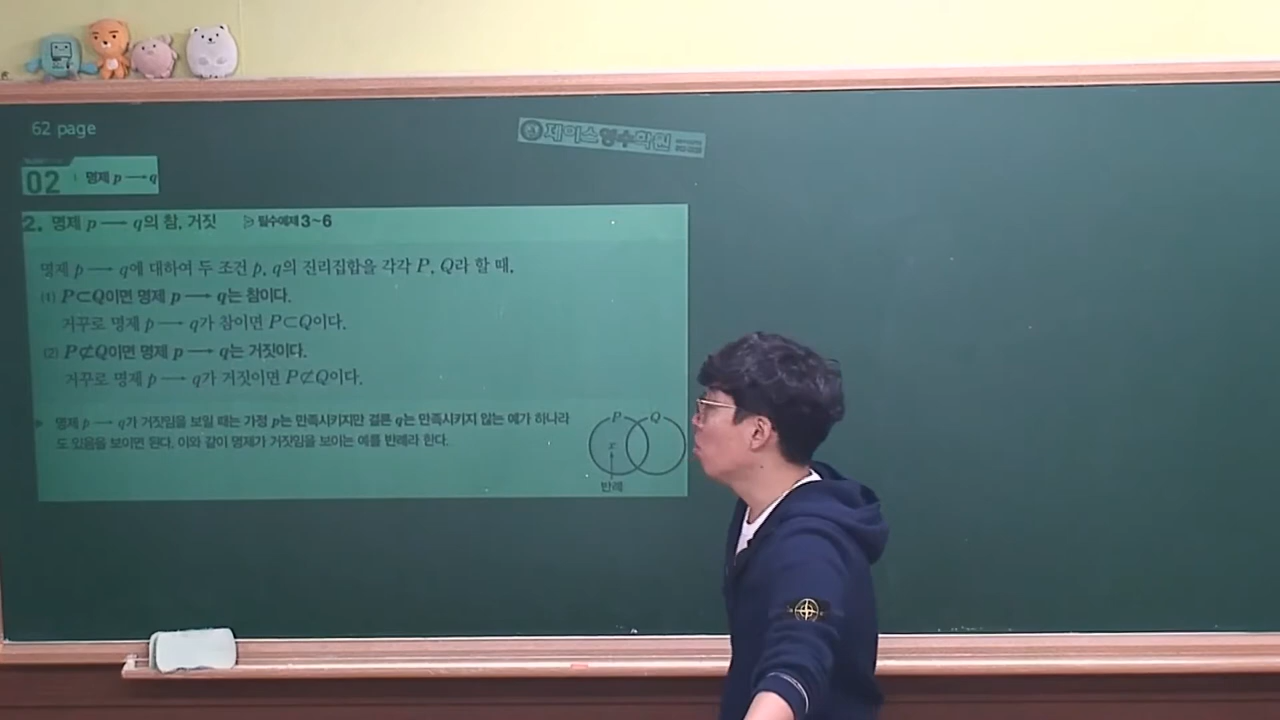 62 page
제이스영수학원
02 명제 p → q
2. 명제 p → q의 참, 거짓 ▷ 필수예제 3~6
명제 p → q에 대하여 두 조건 p, q의 진리집합을 각각 P, Q라 할 때,
(1) P⊂Q이면 명제 p → q는 참이다.
거꾸로 명제 p → q가 참이면 P⊂Q이다.
(2) P⊄Q이면 명제 p → q는 거짓이다.
거꾸로 명제 p → q가 거짓이면 P⊄Q이다.
▶ 명제 p → q가 거짓임을 보일 때는 가정 p는 만족시키지만 결론 q는 만족시키지 않는 예가 하나라
도 있음을 보이면 된다. 이와 같이 명제가 거짓임을 보이는 예를 반례라 한다.
P Q
x
반례